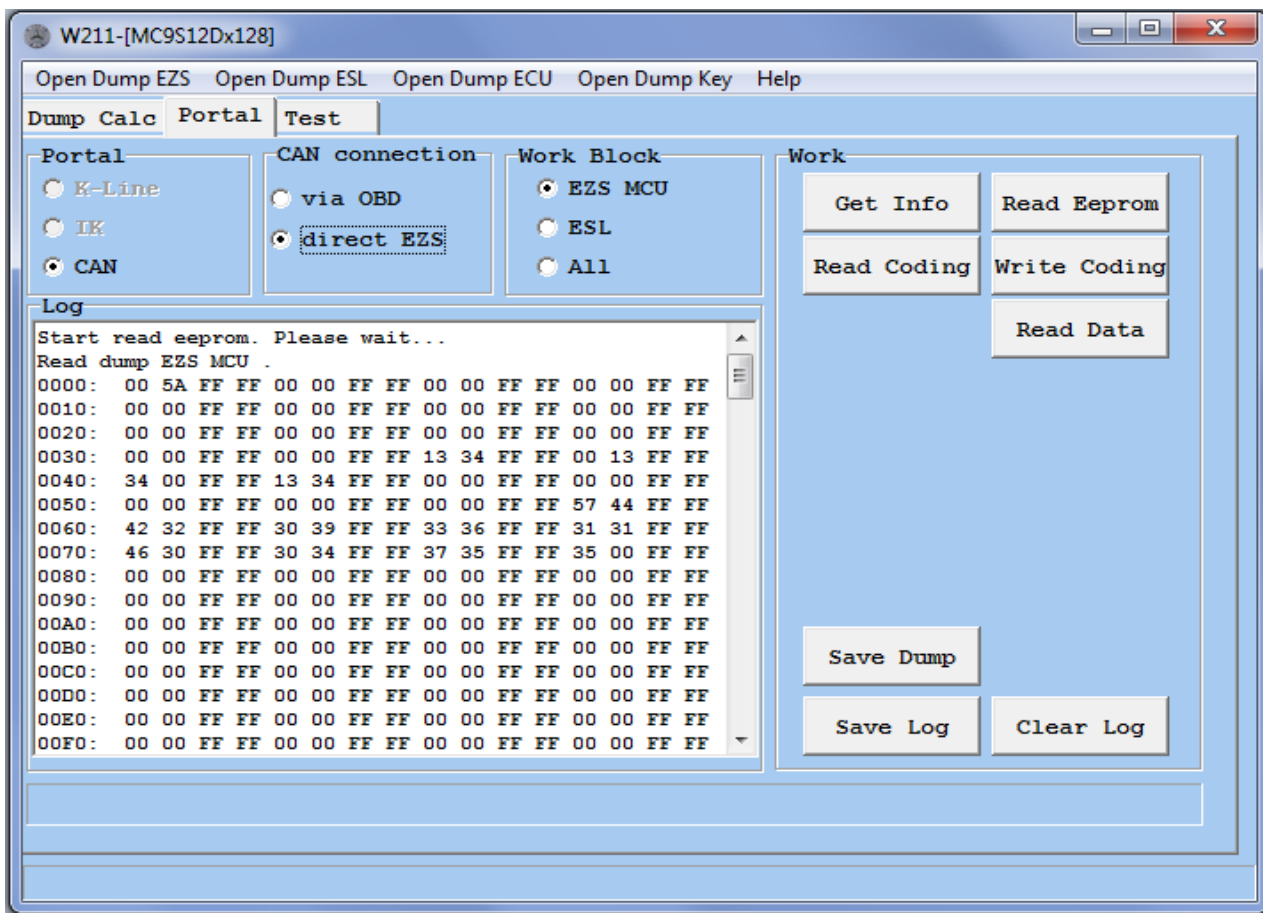 W211-[MC9S12Dx128]
Open Dump EZS Open Dump ESL Open Dump ECU Open Dump Key Help
Dump Calc Portal Test
Portal
K-Line
IK
CAN
CAN connection
via OBD
direct EZS
Work Block
EZS MCU
ESL
All
Work
Get Info Read Eeprom
Read Coding Write Coding
Read Data
Save Dump
Save Log Clear Log
Log
Start read eeprom. Please wait...
Read dump EZS MCU .
0000: 00 5A FF FF 00 00 FF FF 00 00 FF FF 00 00 FF FF
0010: 00 00 FF FF 00 00 FF FF 00 00 FF FF 00 00 FF FF
0020: 00 00 FF FF 00 00 FF FF 00 00 FF FF 00 00 FF FF
0030: 00 00 FF FF 00 00 FF FF 13 34 FF FF 00 13 FF FF
0040: 34 00 FF FF 13 34 FF FF 00 00 FF FF 00 00 FF FF
0050: 00 00 FF FF 00 00 FF FF 00 00 FF FF 57 44 FF FF
0060: 42 32 FF FF 30 39 FF FF 33 36 FF FF 31 31 FF FF
0070: 46 30 FF FF 30 34 FF FF 37 35 FF FF 35 00 FF FF
0080: 00 00 FF FF 00 00 FF FF 00 00 FF FF 00 00 FF FF
0090: 00 00 FF FF 00 00 FF FF 00 00 FF FF 00 00 FF FF
00A0: 00 00 FF FF 00 00 FF FF 00 00 FF FF 00 00 FF FF
00B0: 00 00 FF FF 00 00 FF FF 00 00 FF FF 00 00 FF FF
00C0: 00 00 FF FF 00 00 FF FF 00 00 FF FF 00 00 FF FF
00D0: 00 00 FF FF 00 00 FF FF 00 00 FF FF 00 00 FF FF
00E0: 00 00 FF FF 00 00 FF FF 00 00 FF FF 00 00 FF FF
00F0: 00 00 FF FF 00 00 FF FF 00 00 FF FF 00 00 FF FF